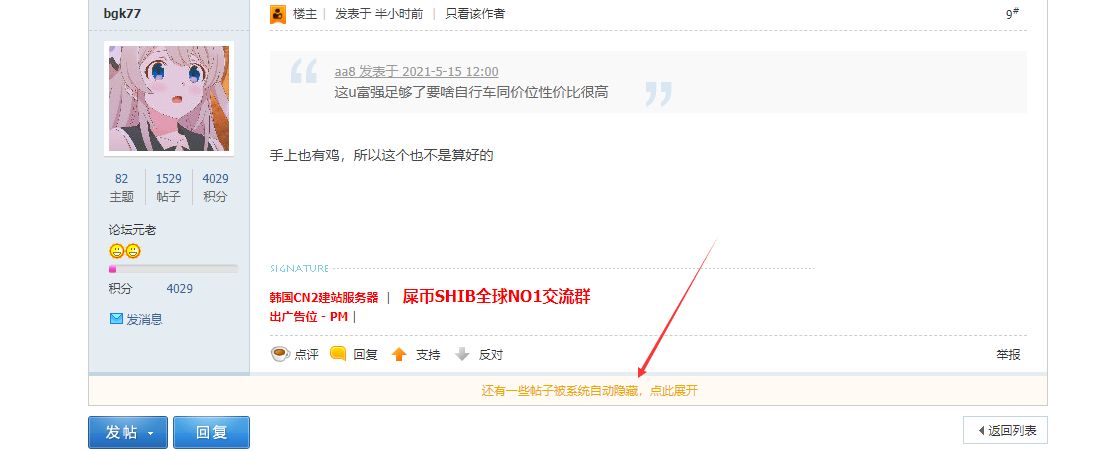 bgk77
楼主 | 发表于 半小时前 | 只看该作者
9#
aa8 发表于 2021-5-15 12:00
这u富强足够了要啥自行车同价位性价比很高
手上也有鸡，所以这个也不是算好的
82 1529 4029
主题 帖子 积分
论坛元老
积分 4029
发消息
SIGNATURE
韩国CN2建站服务器 | 屎币SHIB全球NO1交流群
出广告位 - PM |
点评 回复 支持 反对 举报
还有一些帖子被系统自动隐藏，点此展开
发帖 回复 返回列表